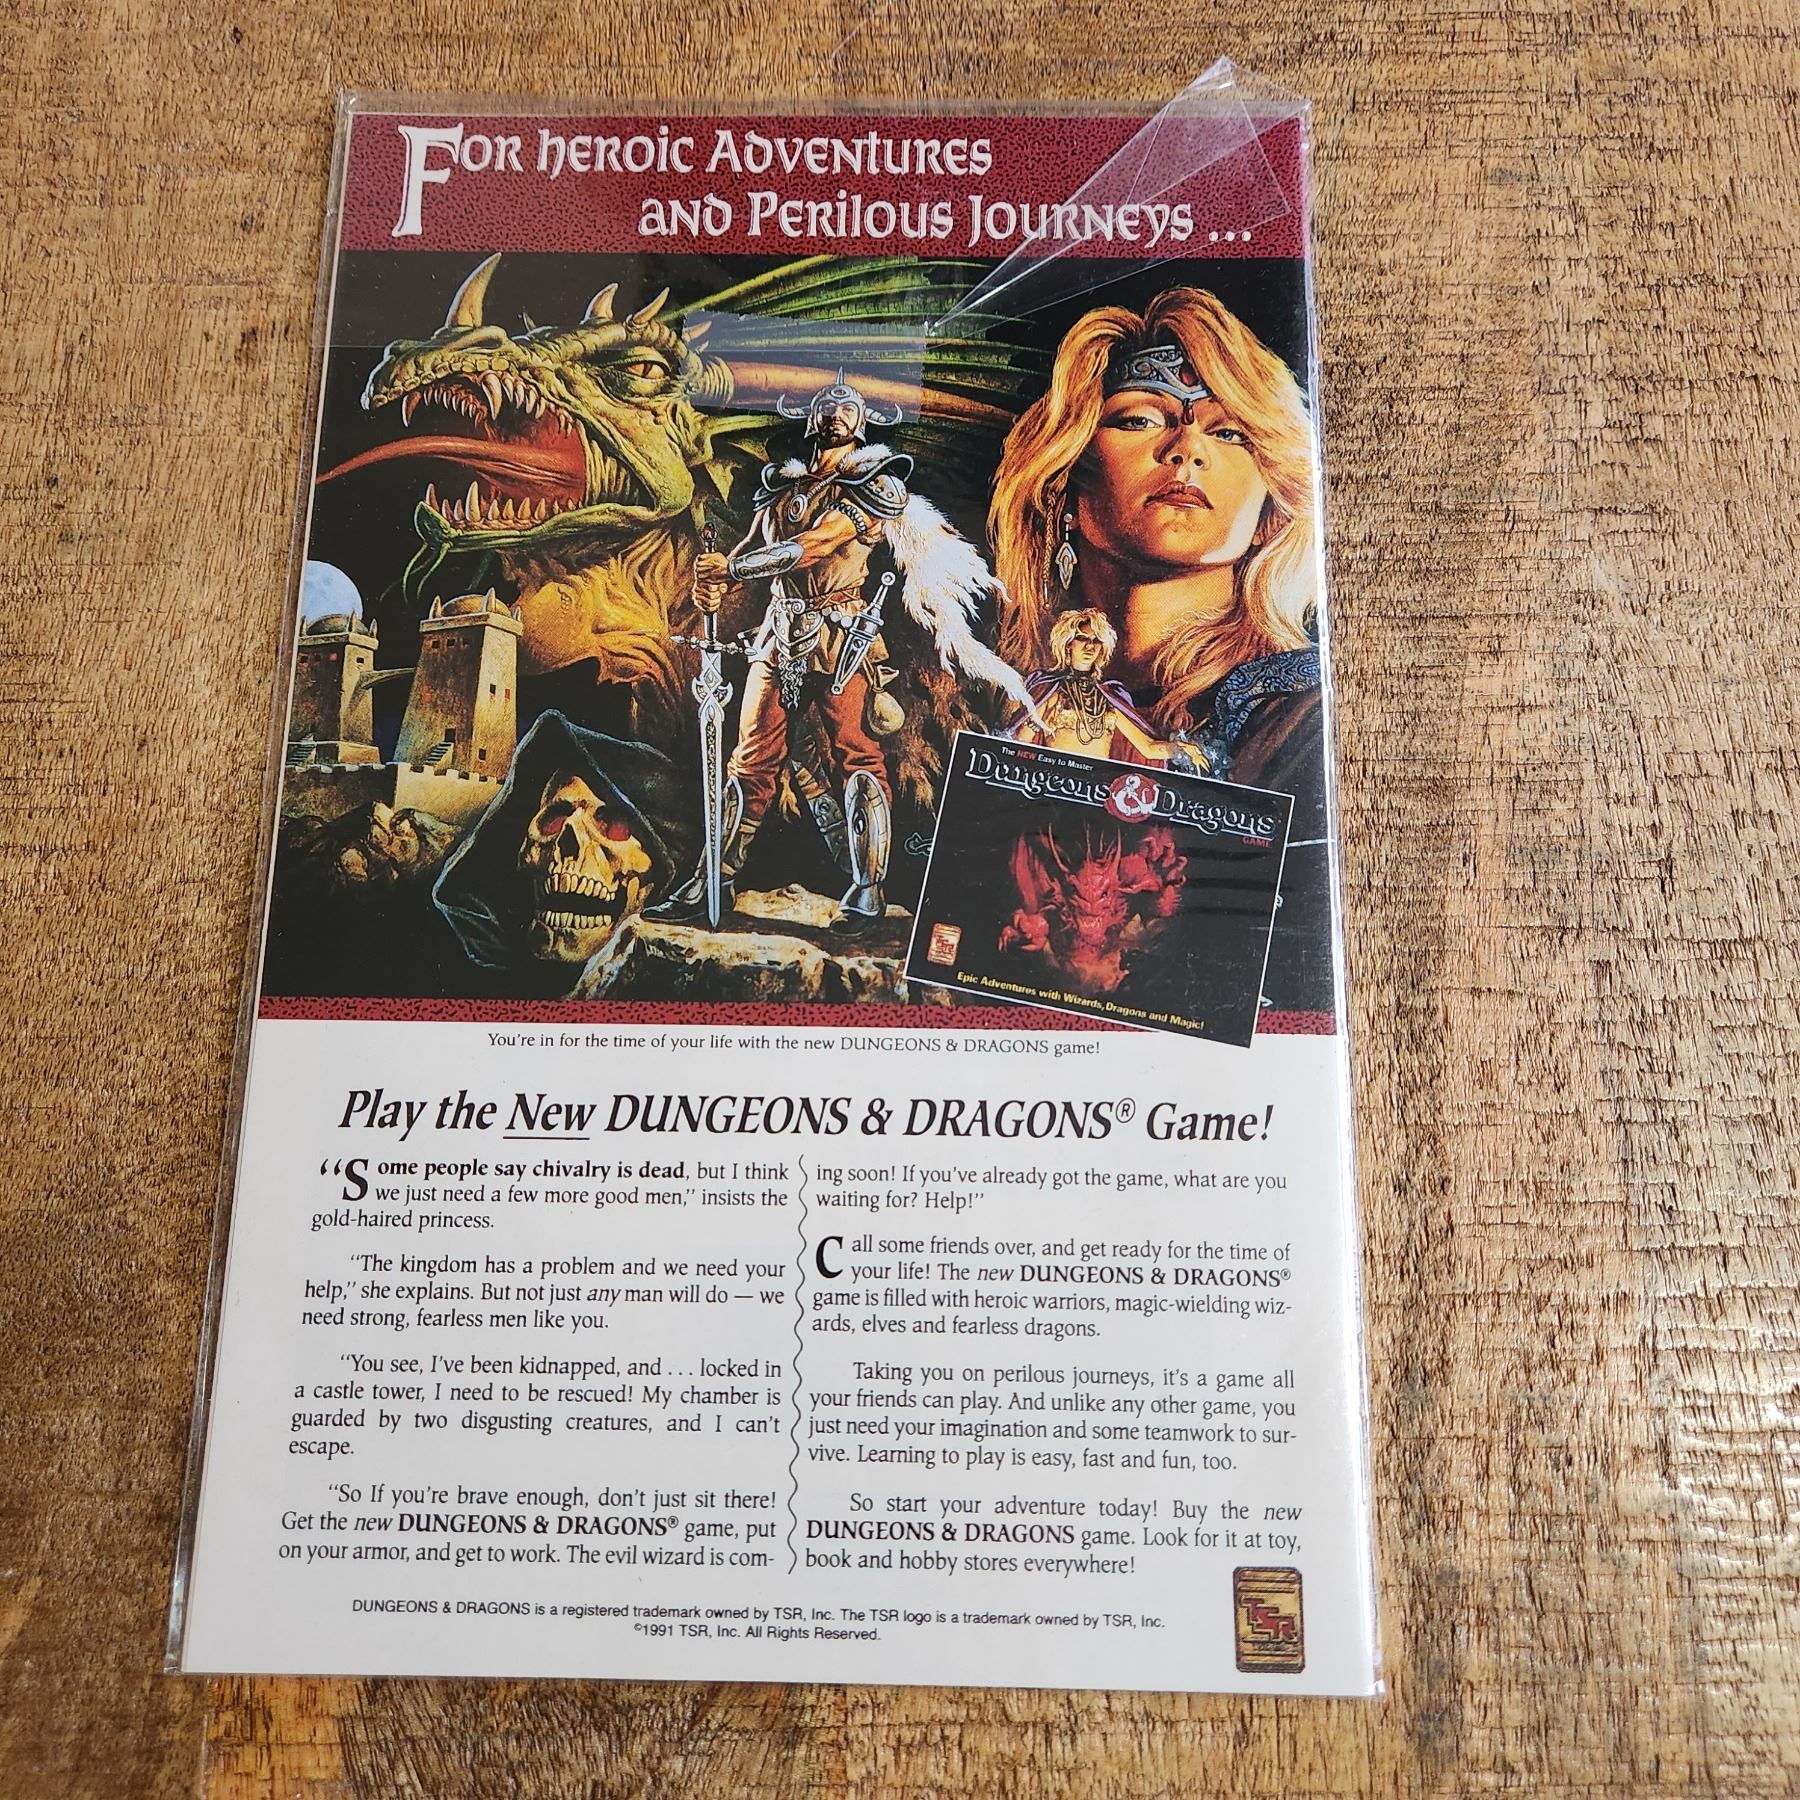 For heroic Adventures
and Perilous Journeys ...
The NEW Easy to Master
Dungeons & Dragons
GAME
TSR
Epic Adventures with Wizards, Dragons and Magic!
You're in for the time of your life with the new DUNGEONS & DRAGONS game!
Play the New DUNGEONS & DRAGONS® Game!
“Some people say chivalry is dead, but I think
we just need a few more good men,” insists the
gold-haired princess.
“The kingdom has a problem and we need your
help,” she explains. But not just any man will do — we
need strong, fearless men like you.
“You see, I've been kidnapped, and . . . locked in
a castle tower, I need to be rescued! My chamber is
guarded by two disgusting creatures, and I can't
escape.
“So If you're brave enough, don't just sit there!
Get the new DUNGEONS & DRAGONS® game, put
on your armor, and get to work. The evil wizard is com-
ing soon! If you've already got the game, what are you
waiting for? Help!”
Call some friends over, and get ready for the time of
your life! The new DUNGEONS & DRAGONS®
game is filled with heroic warriors, magic-wielding wiz-
ards, elves and fearless dragons.
Taking you on perilous journeys, it's a game all
your friends can play. And unlike any other game, you
just need your imagination and some teamwork to sur-
vive. Learning to play is easy, fast and fun, too.
So start your adventure today! Buy the new
DUNGEONS & DRAGONS game. Look for it at toy,
book and hobby stores everywhere!
DUNGEONS & DRAGONS is a registered trademark owned by TSR, Inc. The TSR logo is a trademark owned by TSR, Inc.
©1991 TSR, Inc. All Rights Reserved.
TSR